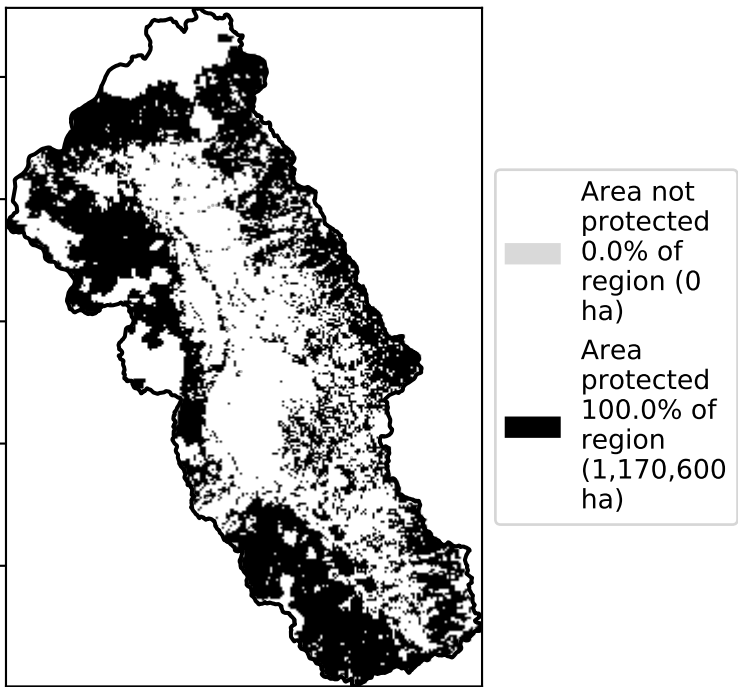 Area not
protected
0.0% of
region (0
ha)
Area
protected
100.0% of
region
(1,170,600
ha)